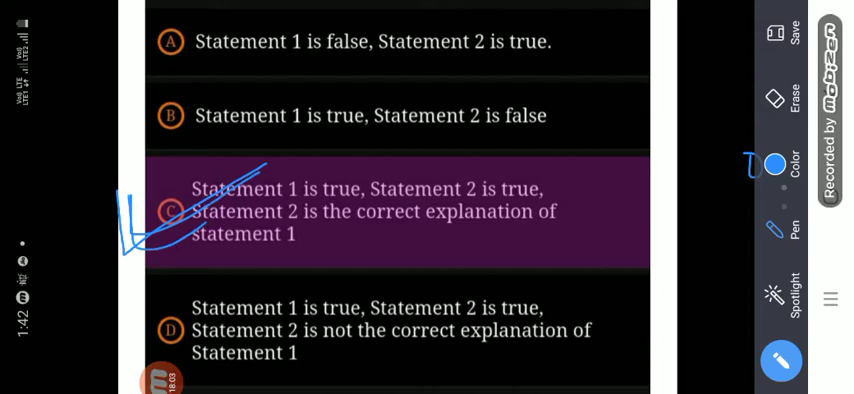 A Statement 1 is false, Statement 2 is true.
B Statement 1 is true, Statement 2 is false
C Statement 1 is true, Statement 2 is true,
Statement 2 is the correct explanation of
statement 1
D Statement 1 is true, Statement 2 is true,
Statement 2 is not the correct explanation of
Statement 1
18:03
1:42
Save
Erase
Color
Pen
Spotlight
Recorded by